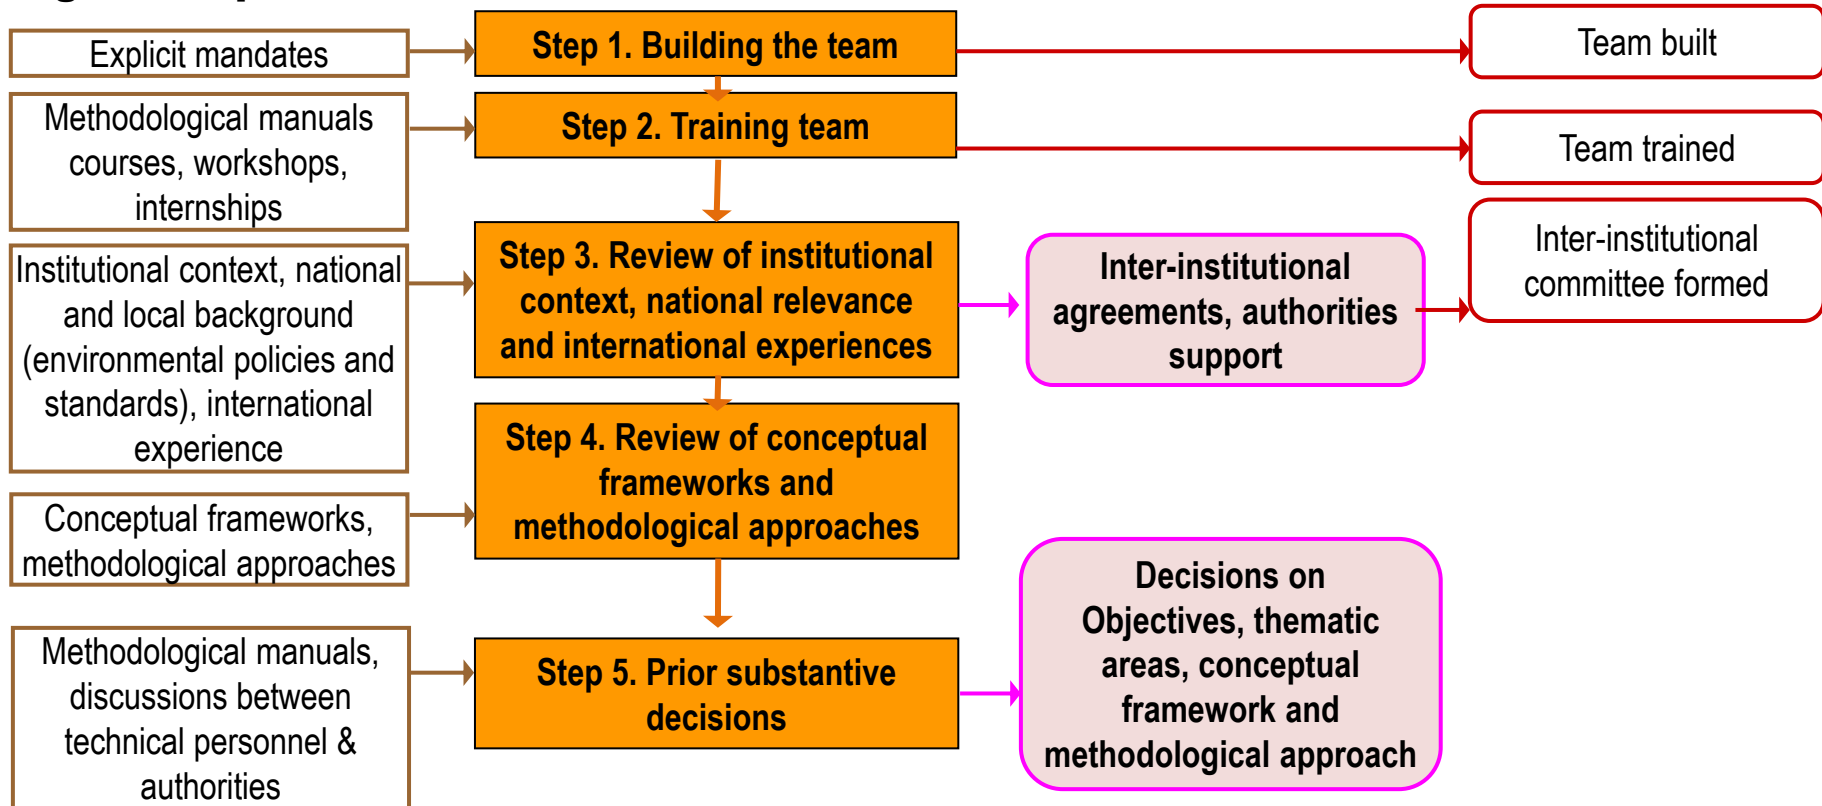 Explicit mandates
Step 1. Building the team
Team built
Methodological manuals
courses, workshops,
internships
Step 2. Training team
Team trained
Institutional context, national
and local background
(environmental policies and
standards), international
experience
Step 3. Review of institutional
context, national relevance
and international experiences
Inter-institutional
agreements, authorities
support
Inter-institutional
committee formed
Conceptual frameworks,
methodological approaches
Step 4. Review of conceptual
frameworks and
methodological approaches
Methodological manuals,
discussions between
technical personnel &
authorities
Step 5. Prior substantive
decisions
Decisions on
Objectives, thematic
areas, conceptual
framework and
methodological approach